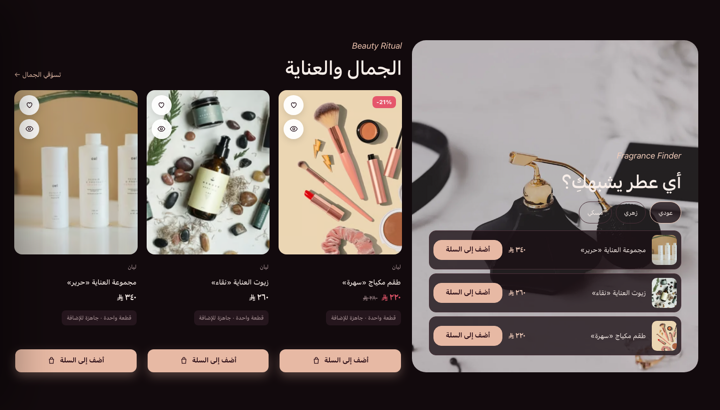 Fragrance Finder
أي عطر يشبهك؟
عودي
زهري
مجموعة العناية «حرير»
٣٤٠
أضف إلى السلة
زيوت العناية «نقاء»
٢٦٠
أضف إلى السلة
طقم مكياج «سهرة»
٢٢٠
أضف إلى السلة
Beauty Ritual
الجمال والعناية
تسوّقي الجمال ←
-21%
ليان
طقم مكياج «سهرة»
٢٢٠
قطعة واحدة · جاهزة للإضافة
أضف إلى السلة
ليان
زيوت العناية «نقاء»
٢٦٠
قطعة واحدة · جاهزة للإضافة
أضف إلى السلة
ليان
مجموعة العناية «حرير»
٣٤٠
قطعة واحدة · جاهزة للإضافة
أضف إلى السلة